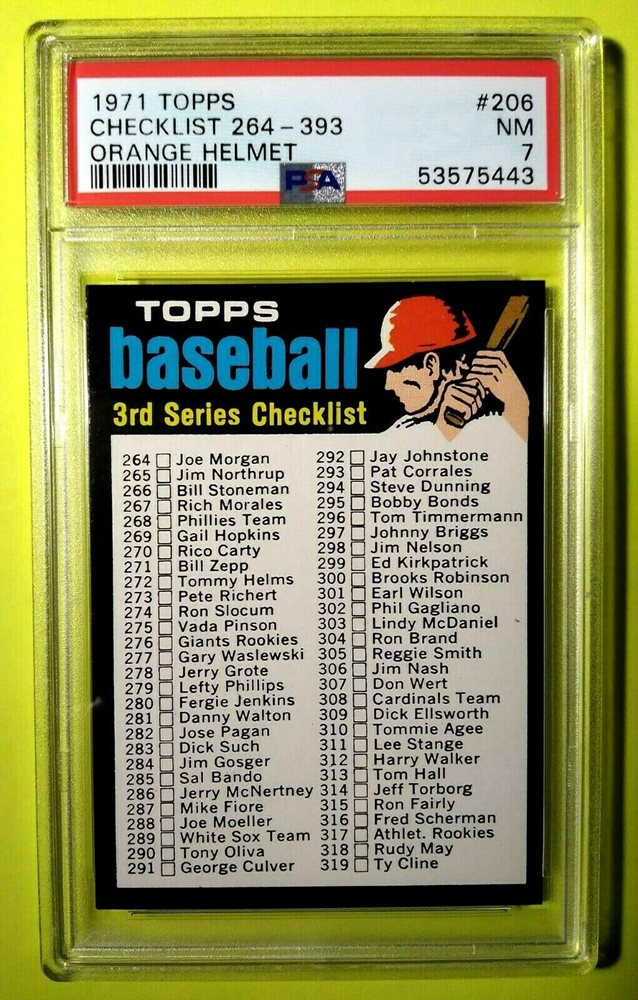 1971 TOPPS #206
CHECKLIST 264-393 NM
ORANGE HELMET 7
PSA 53575443
TOPPS
baseball
3rd Series Checklist
264 Joe Morgan
265 Jim Northrup
266 Bill Stoneman
267 Rich Morales
268 Phillies Team
269 Gail Hopkins
270 Rico Carty
271 Bill Zepp
272 Tommy Helms
273 Pete Richert
274 Ron Slocum
275 Vada Pinson
276 Giants Rookies
277 Gary Waslewski
278 Jerry Grote
279 Lefty Phillips
280 Fergie Jenkins
281 Danny Walton
282 Jose Pagan
283 Dick Such
284 Jim Gosger
285 Sal Bando
286 Jerry McNertney
287 Mike Fiore
288 Joe Moeller
289 White Sox Team
290 Tony Oliva
291 George Culver
292 Jay Johnstone
293 Pat Corrales
294 Steve Dunning
295 Bobby Bonds
296 Tom Timmermann
297 Johnny Briggs
298 Jim Nelson
299 Ed Kirkpatrick
300 Brooks Robinson
301 Earl Wilson
302 Phil Gagliano
303 Lindy McDaniel
304 Ron Brand
305 Reggie Smith
306 Jim Nash
307 Don Wert
308 Cardinals Team
309 Dick Ellsworth
310 Tommie Agee
311 Lee Stange
312 Harry Walker
313 Tom Hall
314 Jeff Torborg
315 Ron Fairly
316 Fred Scherman
317 Athlet. Rookies
318 Rudy May
319 Ty Cline